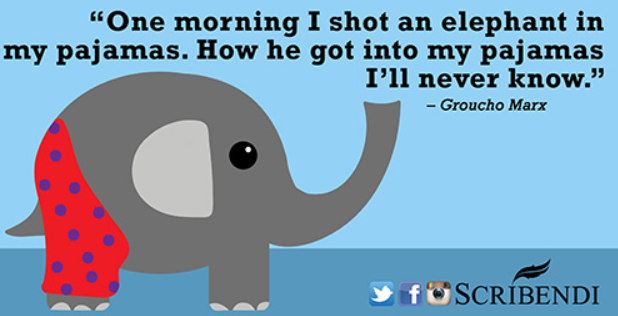 “One morning I shot an elephant in
my pajamas. How he got into my pajamas
I’ll never know.”
– Groucho Marx
SCRIBENDI